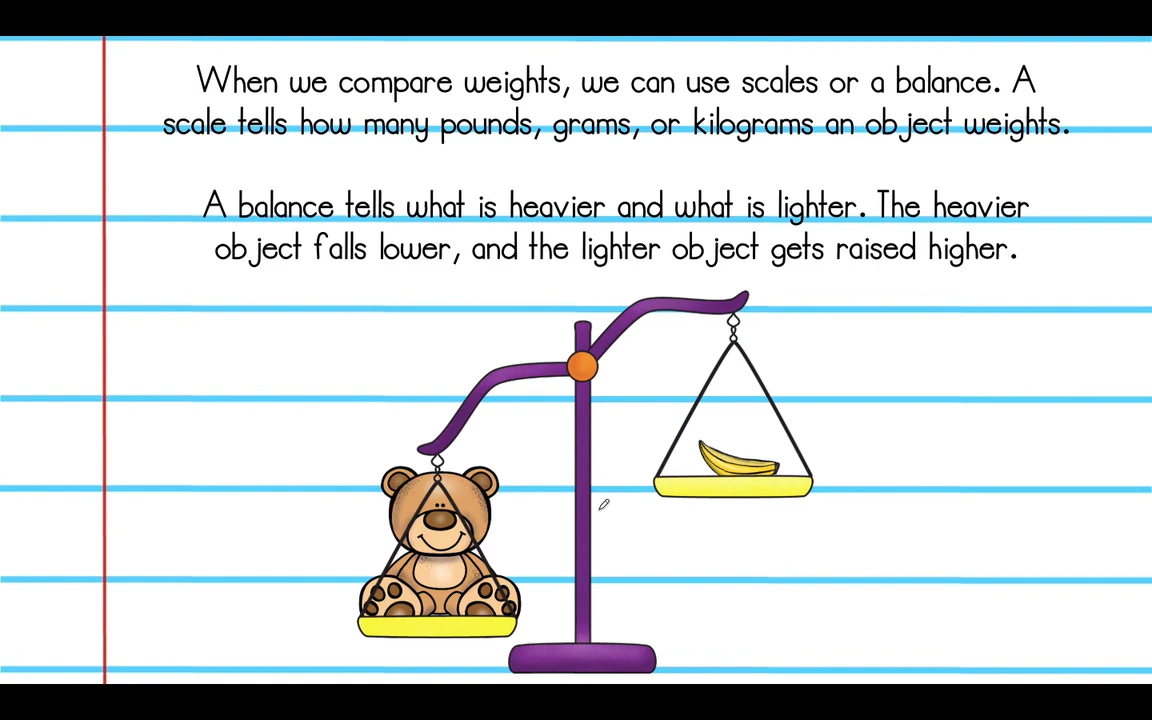 When we compare weights, we can use scales or a balance. A
scale tells how many pounds, grams, or kilograms an object weights.
A balance tells what is heavier and what is lighter. The heavier
object falls lower, and the lighter object gets raised higher.